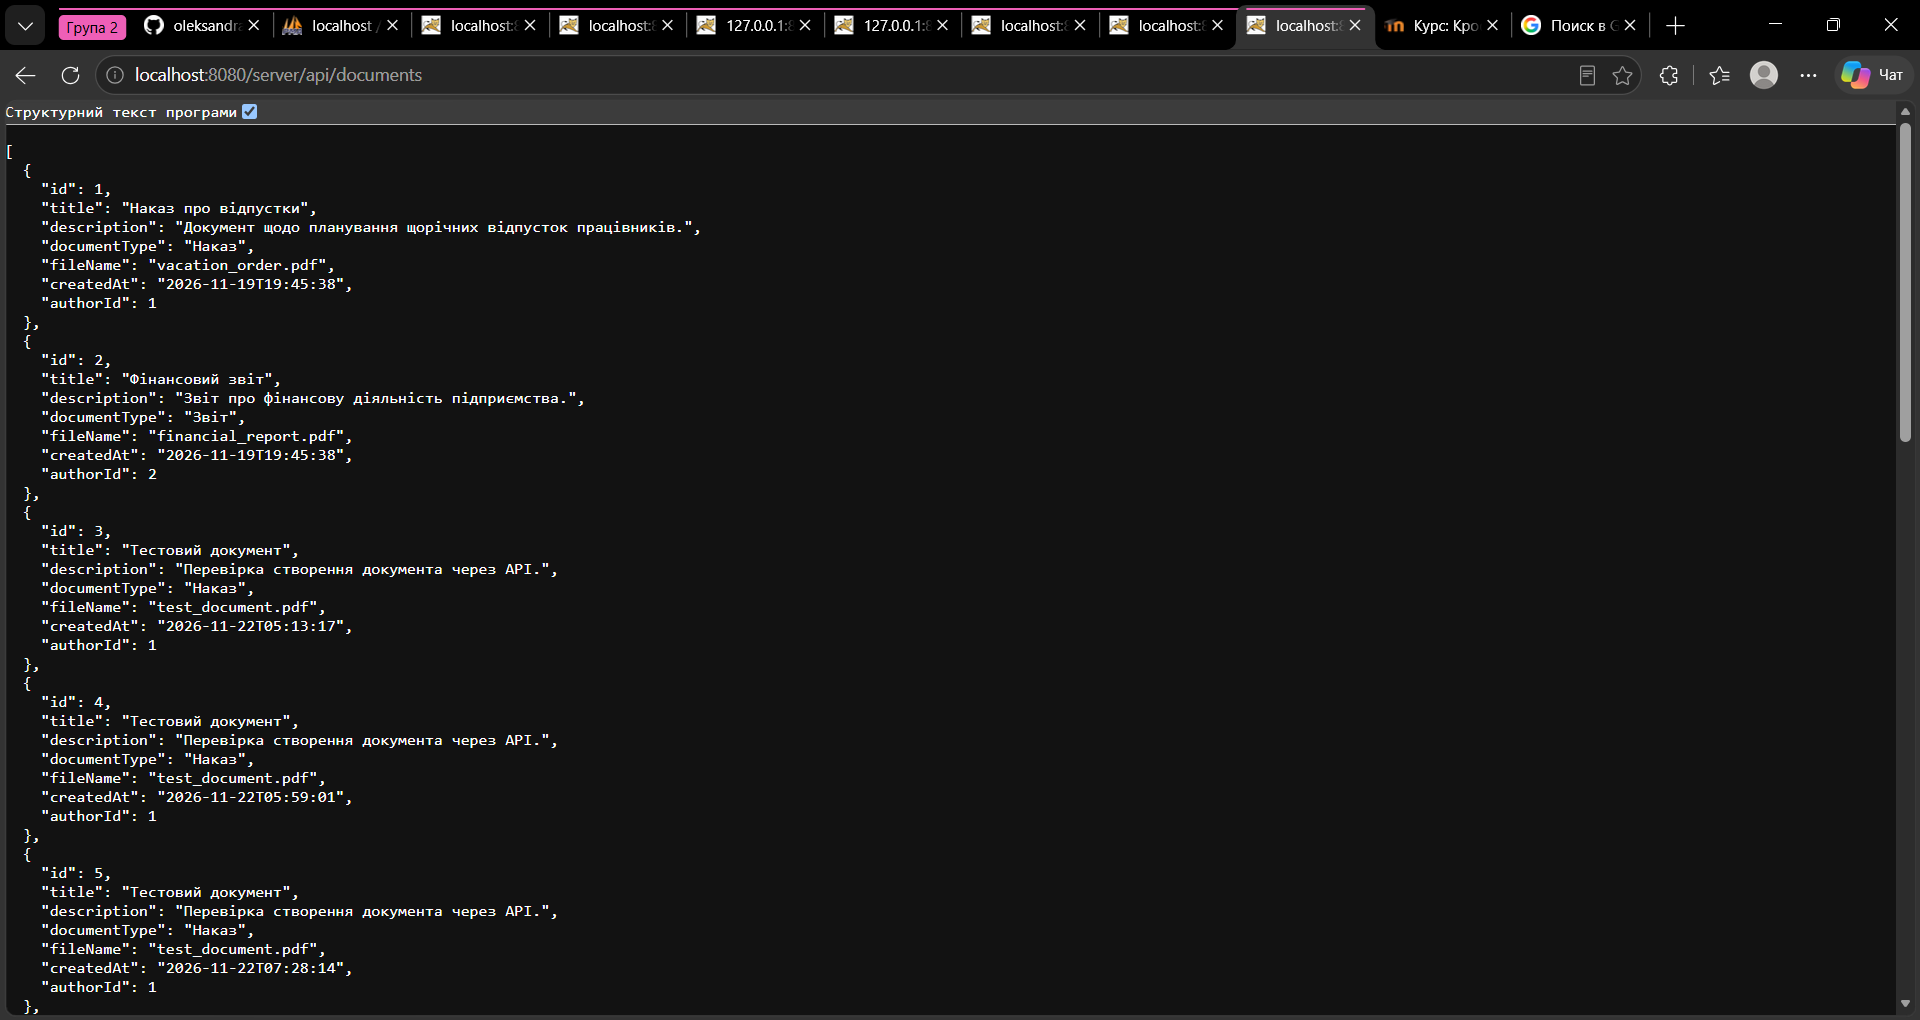 Група 2 oleksandr localhost / localhost:8 localhost:8 127.0.0.1:8 127.0.0.1:8 localhost:8 localhost:8 localhost:8 Курс: Кро Поиск в G
localhost:8080/server/api/documents Чат
Структурний текст програми
[
{
"id": 1,
"title": "Наказ про відпустки",
"description": "Документ щодо планування щорічних відпусток працівників.",
"documentType": "Наказ",
"fileName": "vacation_order.pdf",
"createdAt": "2026-11-19T19:45:38",
"authorId": 1
},
{
"id": 2,
"title": "Фінансовий звіт",
"description": "Звіт про фінансову діяльність підприємства.",
"documentType": "Звіт",
"fileName": "financial_report.pdf",
"createdAt": "2026-11-19T19:45:38",
"authorId": 2
},
{
"id": 3,
"title": "Тестовий документ",
"description": "Перевірка створення документа через API.",
"documentType": "Наказ",
"fileName": "test_document.pdf",
"createdAt": "2026-11-22T05:13:17",
"authorId": 1
},
{
"id": 4,
"title": "Тестовий документ",
"description": "Перевірка створення документа через API.",
"documentType": "Наказ",
"fileName": "test_document.pdf",
"createdAt": "2026-11-22T05:59:01",
"authorId": 1
},
{
"id": 5,
"title": "Тестовий документ",
"description": "Перевірка створення документа через API.",
"documentType": "Наказ",
"fileName": "test_document.pdf",
"createdAt": "2026-11-22T07:28:14",
"authorId": 1
},